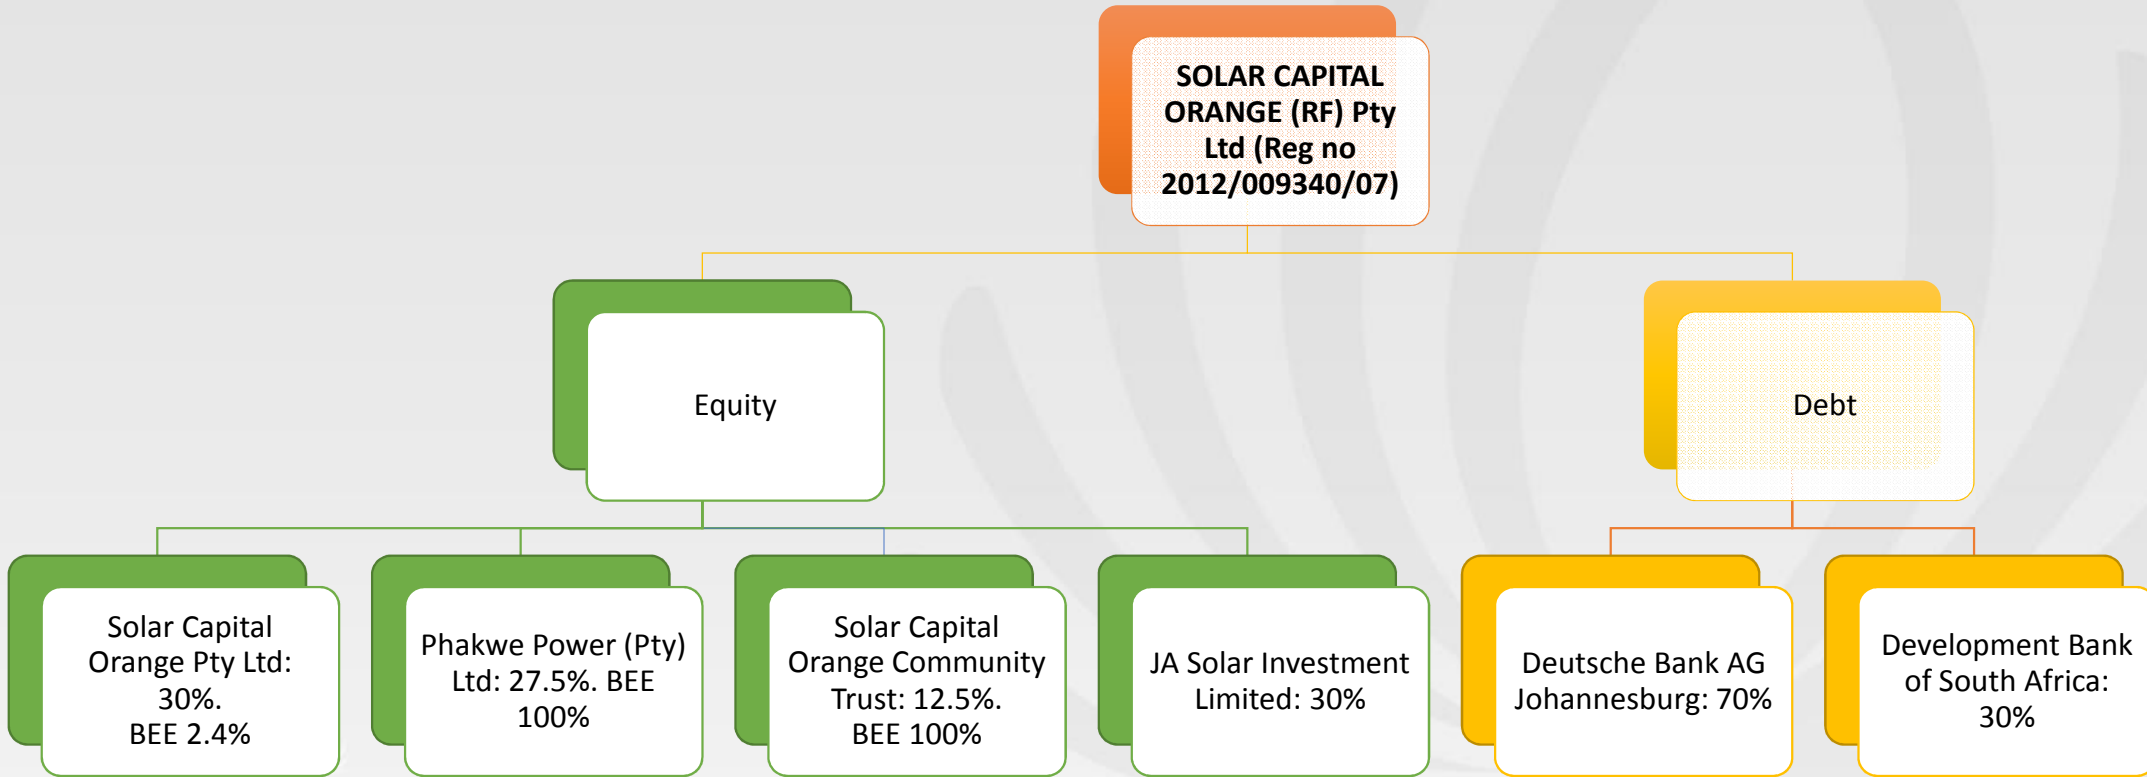 SOLAR CAPITAL
ORANGE (RF) Pty
Ltd (Reg no
2012/009340/07)
Equity
Debt
Solar Capital
Orange Pty Ltd:
30%.
BEE 2.4%
Phakwe Power (Pty)
Ltd: 27.5%. BEE
100%
Solar Capital
Orange Community
Trust: 12.5%.
BEE 100%
JA Solar Investment
Limited: 30%
Deutsche Bank AG
Johannesburg: 70%
Development Bank
of South Africa:
30%